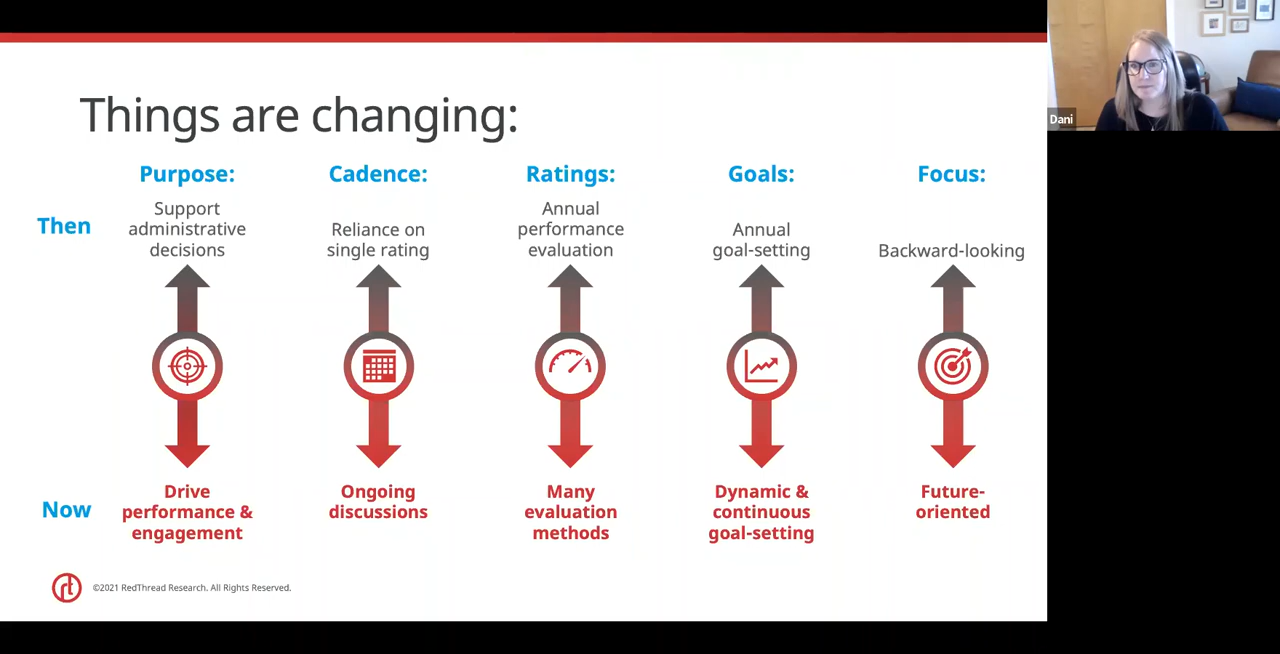 Things are changing:
Purpose:
Cadence:
Ratings:
Goals:
Focus:
Then
Support
administrative
decisions
Reliance on
single rating
Annual
performance
evaluation
Annual
goal-setting
Backward-looking
Now
Drive
performance &
engagement
Ongoing
discussions
Many
evaluation
methods
Dynamic &
continuous
goal-setting
Future-
oriented
rt
©2021 RedThread Research. All Rights Reserved.
Dani